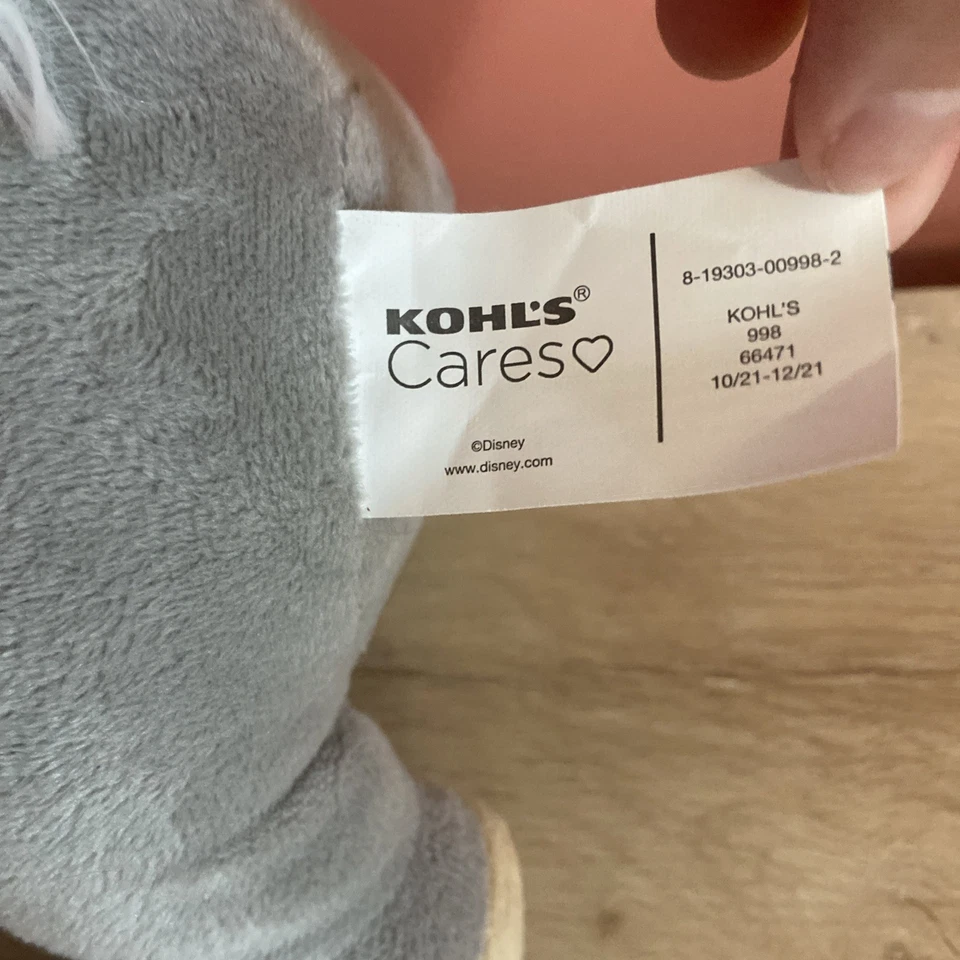 KOHL'S®
Cares♡
©Disney
www.disney.com
8-19303-00998-2
KOHL'S
998
66471
10/21-12/21